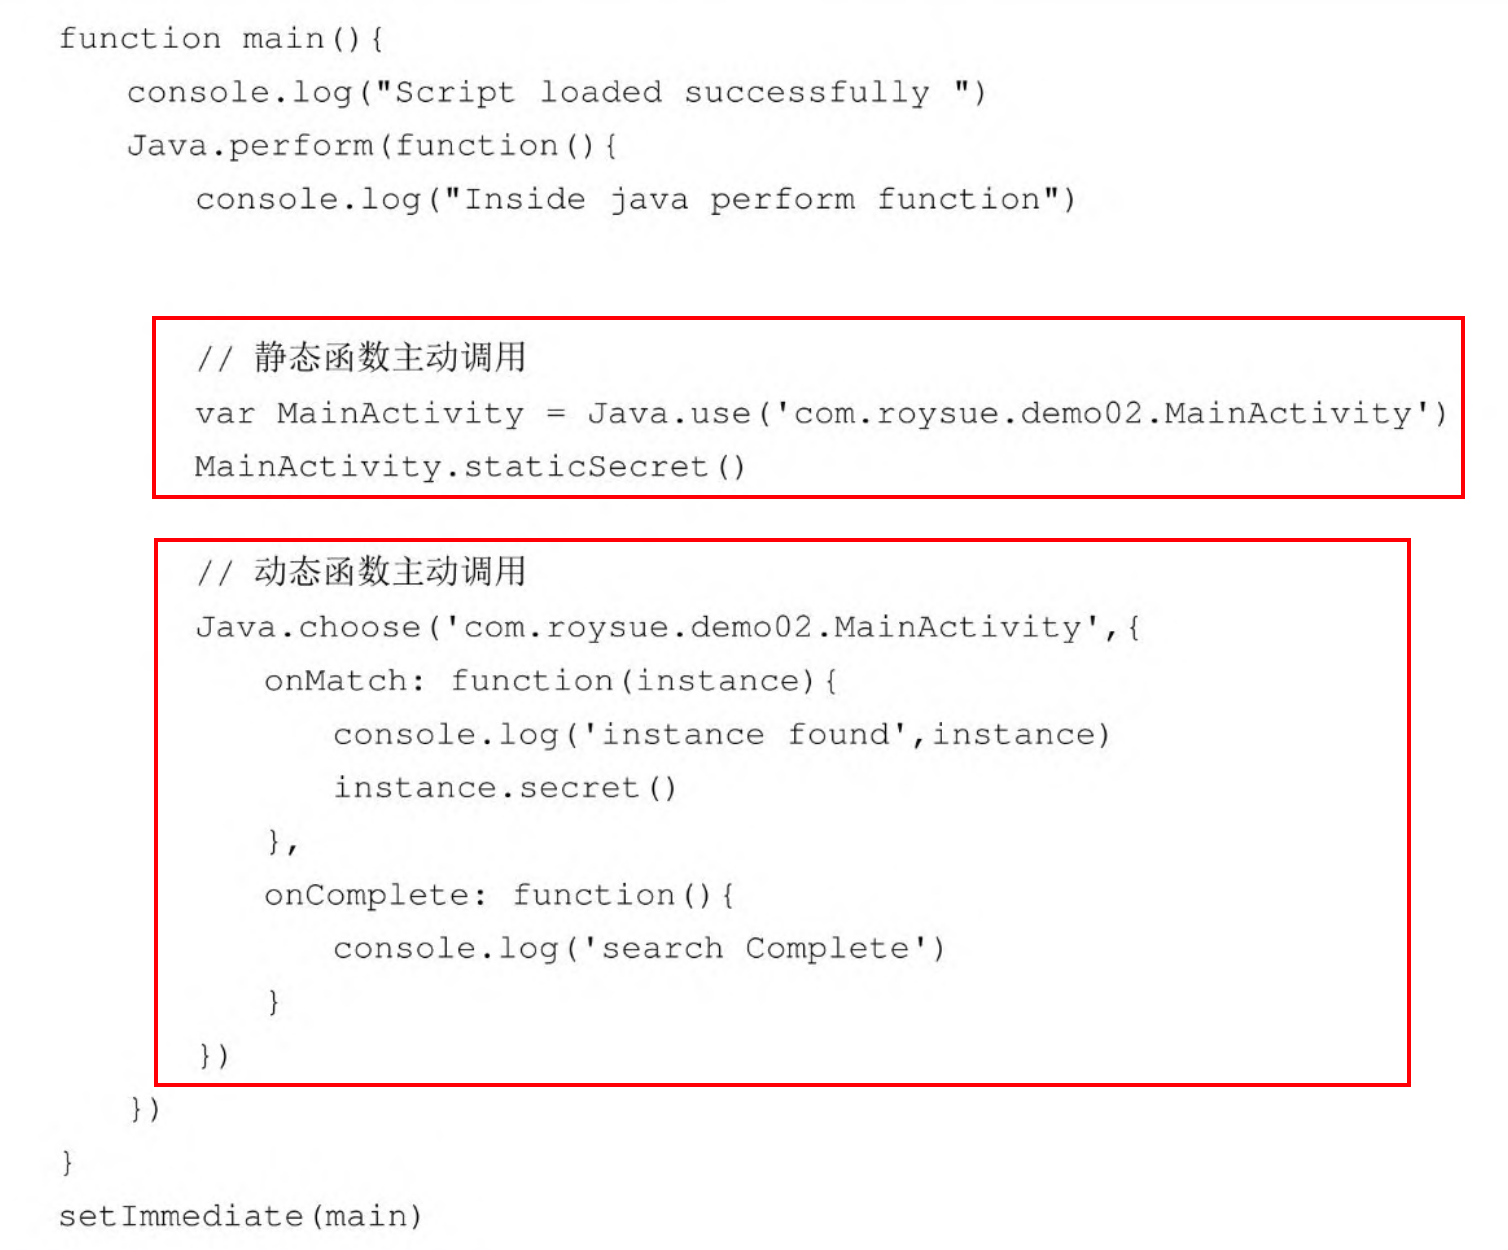 function main(){
console.log("Script loaded successfully ")
Java.perform(function(){
console.log("Inside java perform function")
// 静态函数主动调用
var MainActivity = Java.use('com.roysue.demo02.MainActivity')
MainActivity.staticSecret()
// 动态函数主动调用
Java.choose('com.roysue.demo02.MainActivity',{
onMatch: function(instance){
console.log('instance found',instance)
instance.secret()
},
onComplete: function(){
console.log('search Complete')
}
})
})
}
setImmediate(main)